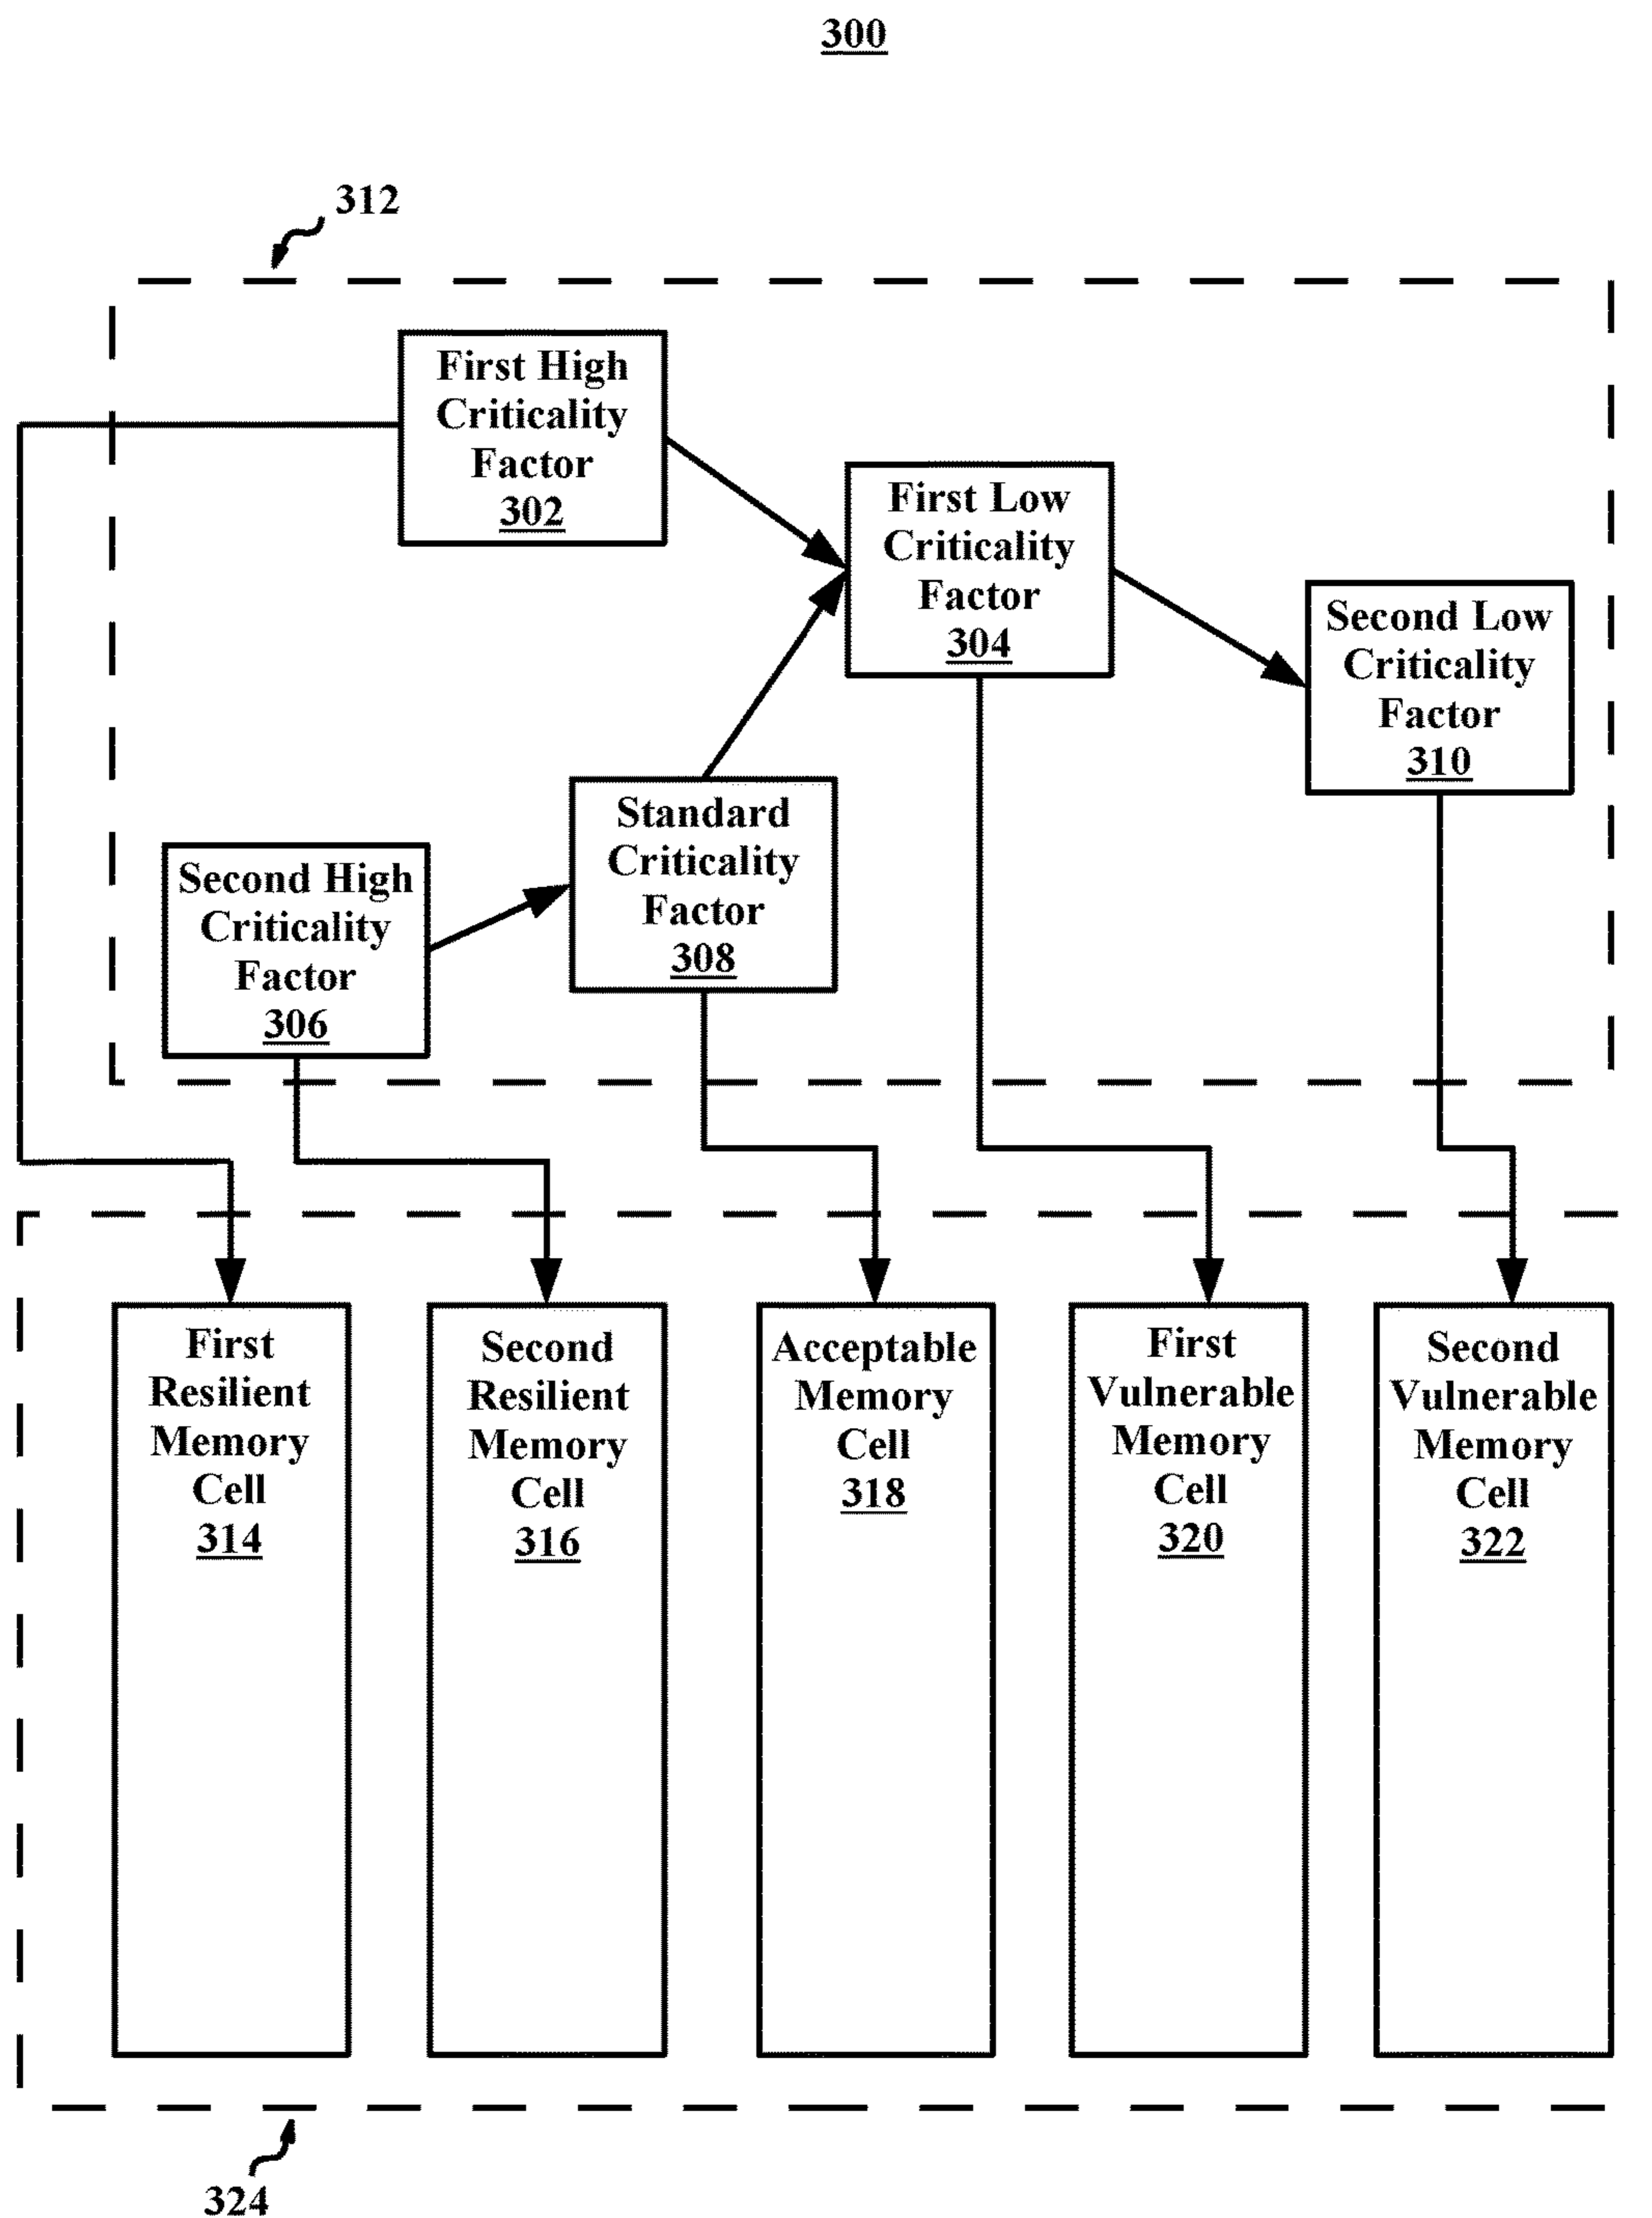 300
312
First High
Criticality
Factor
302
First Low
Criticality
Factor
304
Second Low
Criticality
Factor
310
Standard
Criticality
Factor
308
Second High
Criticality
Factor
306
First
Resilient
Memory
Cell
314
Second
Resilient
Memory
Cell
316
Acceptable
Memory
Cell
318
First
Vulnerable
Memory
Cell
320
Second
Vulnerable
Memory
Cell
322
324